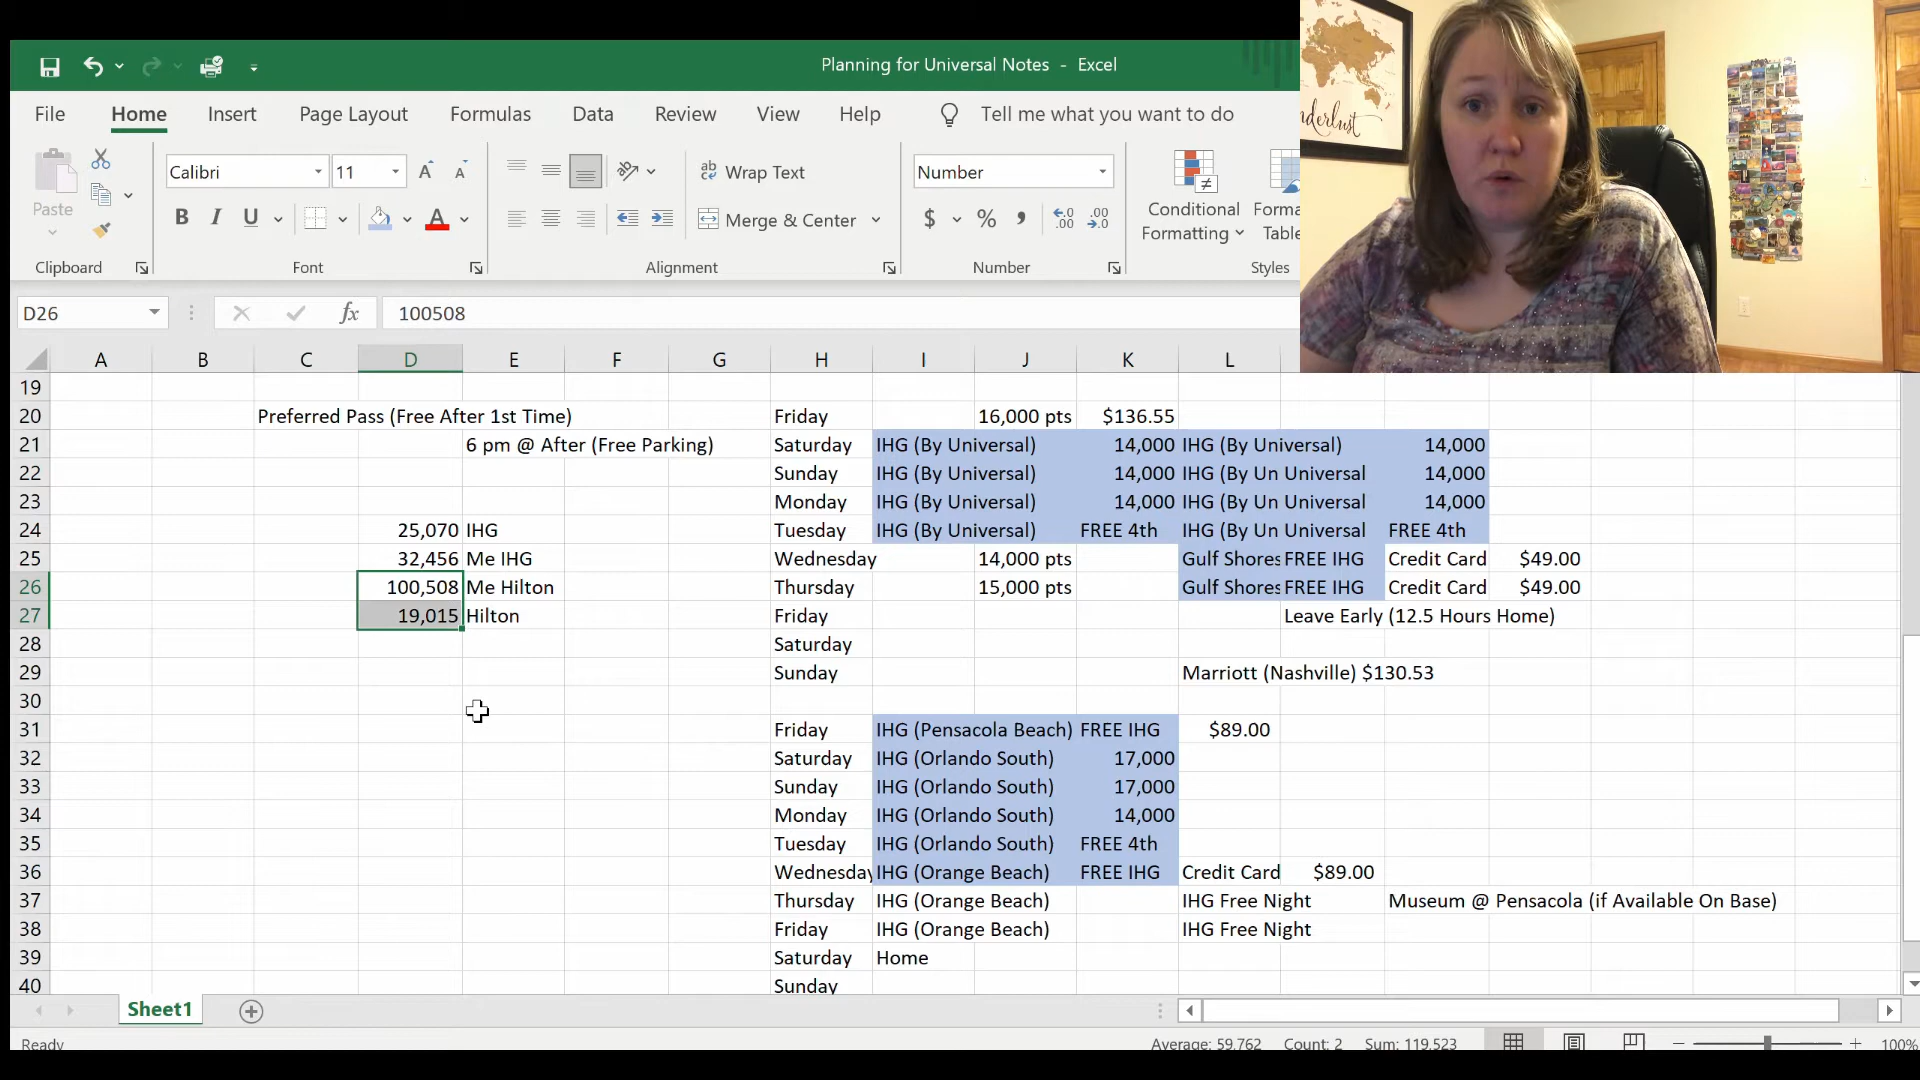 Planning for Universal Notes - Excel
nderlust
File Home Insert Page Layout Formulas Data Review View Help Tell me what you want to do
Paste
Calibri 11
Wrap Text
Merge & Center
Number
Conditional
Formatting
Forma
Table
Clipboard Font Alignment Number Styles
D26 fx 100508
A B C D E F G H I J K L
19
20 Preferred Pass (Free After 1st Time) Friday 16,000 pts $136.55
21 6 pm @ After (Free Parking) Saturday IHG (By Universal) 14,000 IHG (By Universal) 14,000
22 Sunday IHG (By Universal) 14,000 IHG (By Un Universal 14,000
23 Monday IHG (By Universal) 14,000 IHG (By Un Universal 14,000
24 25,070 IHG Tuesday IHG (By Universal) FREE 4th IHG (By Un Universal FREE 4th
25 32,456 Me IHG Wednesday 14,000 pts Gulf Shores FREE IHG Credit Card $49.00
26 100,508 Me Hilton Thursday 15,000 pts Gulf Shores FREE IHG Credit Card $49.00
27 19,015 Hilton Friday Leave Early (12.5 Hours Home)
28 Saturday
29 Sunday Marriott (Nashville) $130.53
30
31 Friday IHG (Pensacola Beach) FREE IHG $89.00
32 Saturday IHG (Orlando South) 17,000
33 Sunday IHG (Orlando South) 17,000
34 Monday IHG (Orlando South) 14,000
35 Tuesday IHG (Orlando South) FREE 4th
36 Wednesday IHG (Orange Beach) FREE IHG Credit Card $89.00
37 Thursday IHG (Orange Beach) IHG Free Night Museum @ Pensacola (if Available On Base)
38 Friday IHG (Orange Beach) IHG Free Night
39 Saturday Home
40 Sunday
Sheet1
Ready Average: 59,762 Count: 2 Sum: 119,523 100%